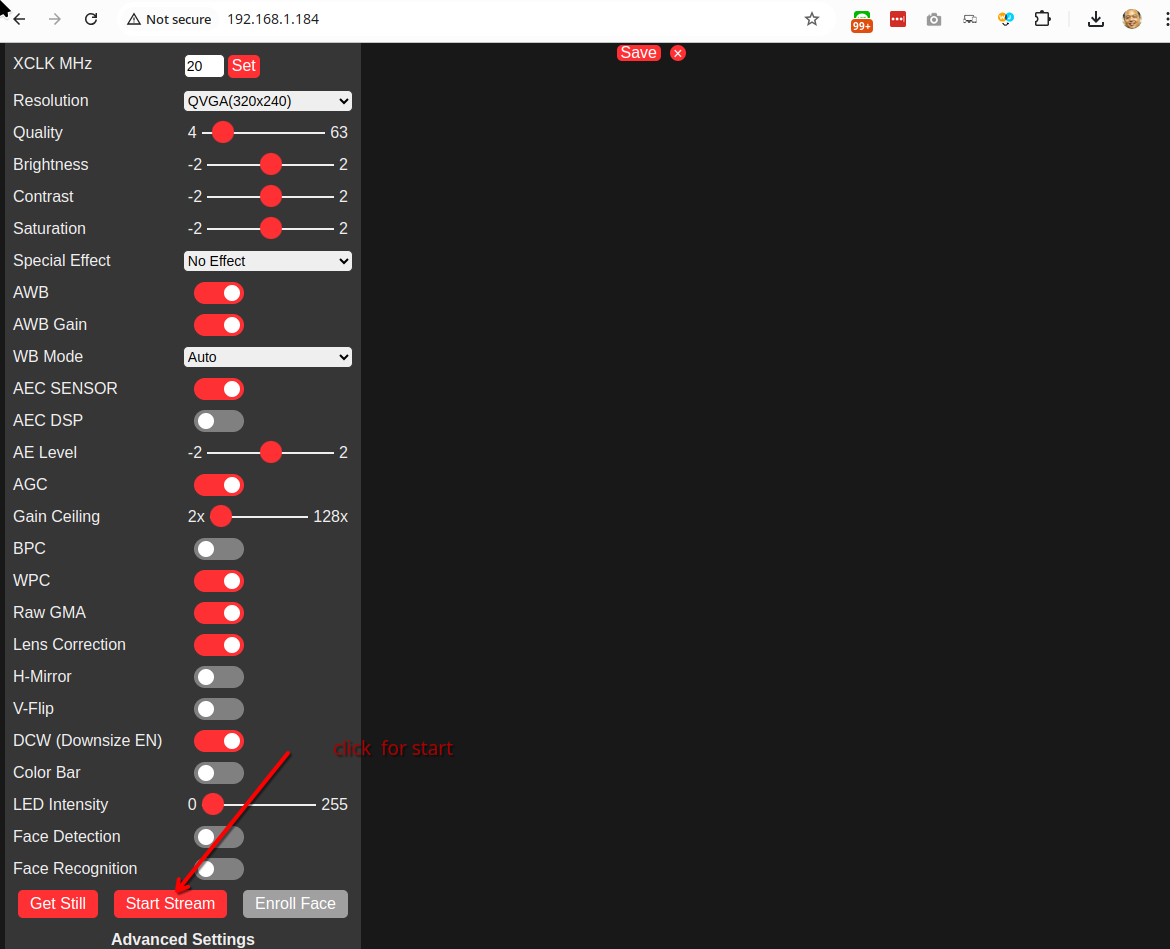 Not secure 192.168.1.184
99+
Save
XCLK MHz 20 Set
Resolution QVGA(320x240)
Quality 4 63
Brightness -2 2
Contrast -2 2
Saturation -2 2
Special Effect No Effect
AWB
AWB Gain
WB Mode Auto
AEC SENSOR
AEC DSP
AE Level -2 2
AGC
Gain Ceiling 2x 128x
BPC
WPC
Raw GMA
Lens Correction
H-Mirror
V-Flip
DCW (Downsize EN)
click for start
Color Bar
LED Intensity 0 255
Face Detection
Face Recognition
Get Still Start Stream Enroll Face
Advanced Settings